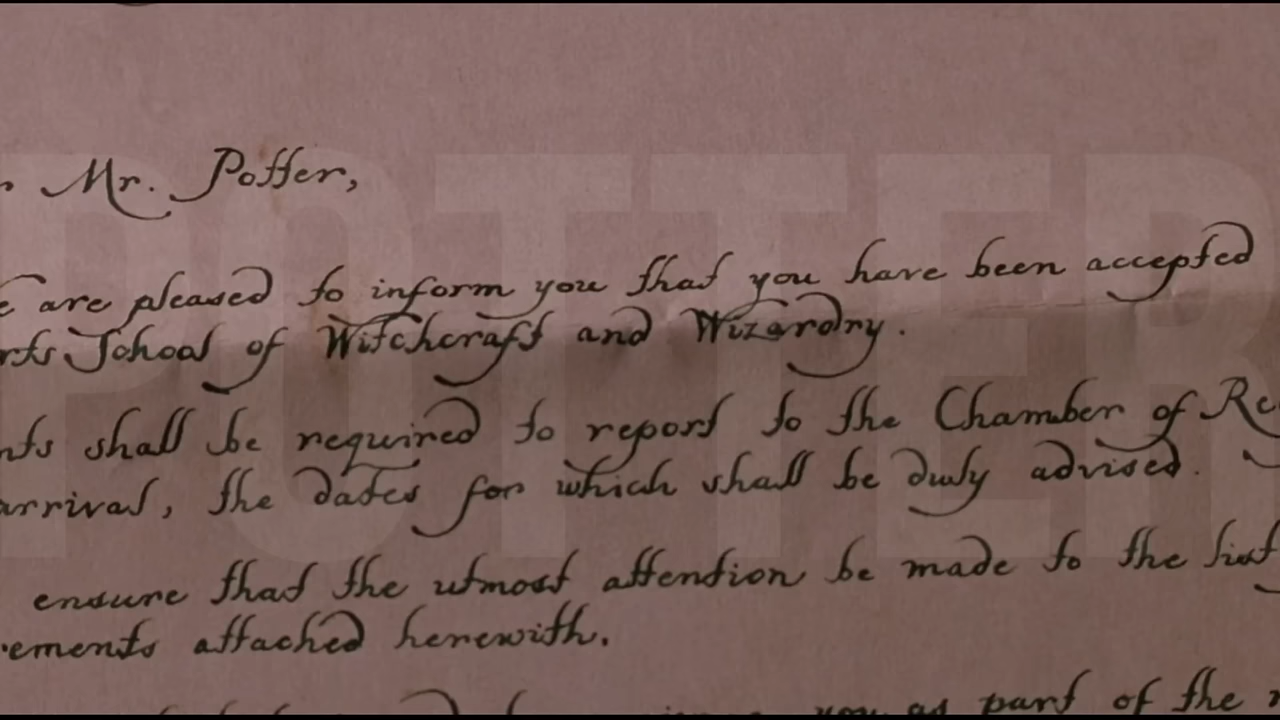 Mr. Potter,
are pleased to inform you that you have been accepted
School of Witchcraft and Wizardry.
shall be required to report to the Chamber of
arrival, the dates for which shall be duly advised.
ensure that the utmost attention be made to the list
attached herewith.
you as part of the
POTTER